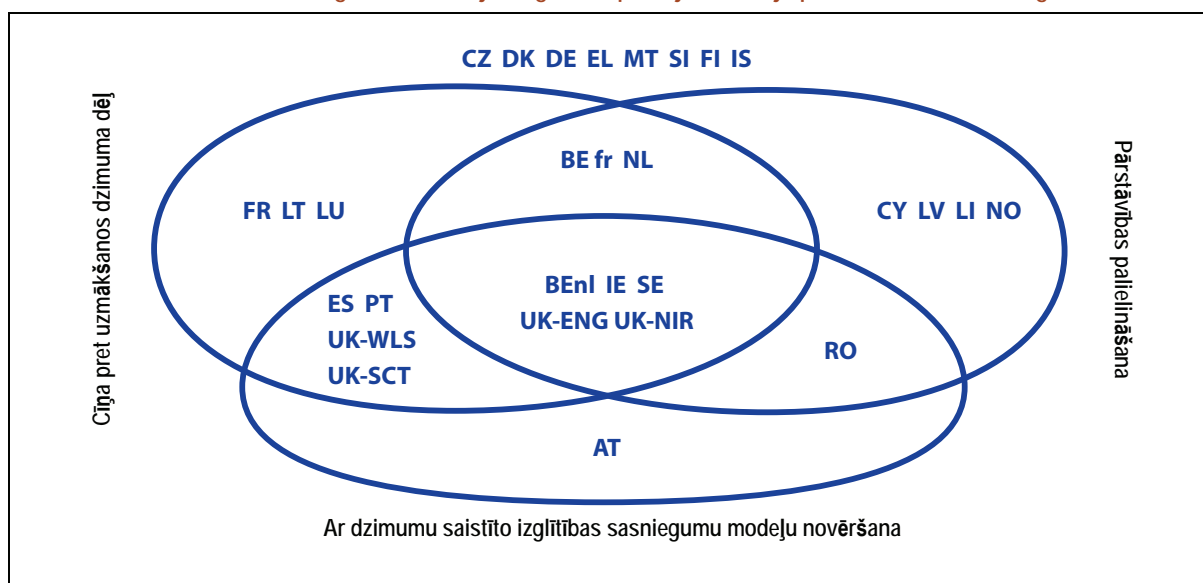 CZ DK DE EL MT SI FI IS
Cīņa pret uzmākšanos dzimuma dēļ
Pārstāvības palielināšana
BE fr NL
FR LT LU
CY LV LI NO
BEnl IE SE
UK-ENG UK-NIR
ES PT
UK-WLS
UK-SCT
RO
AT
Ar dzimumu saistīto izglītības sasniegumu modeļu novēršana